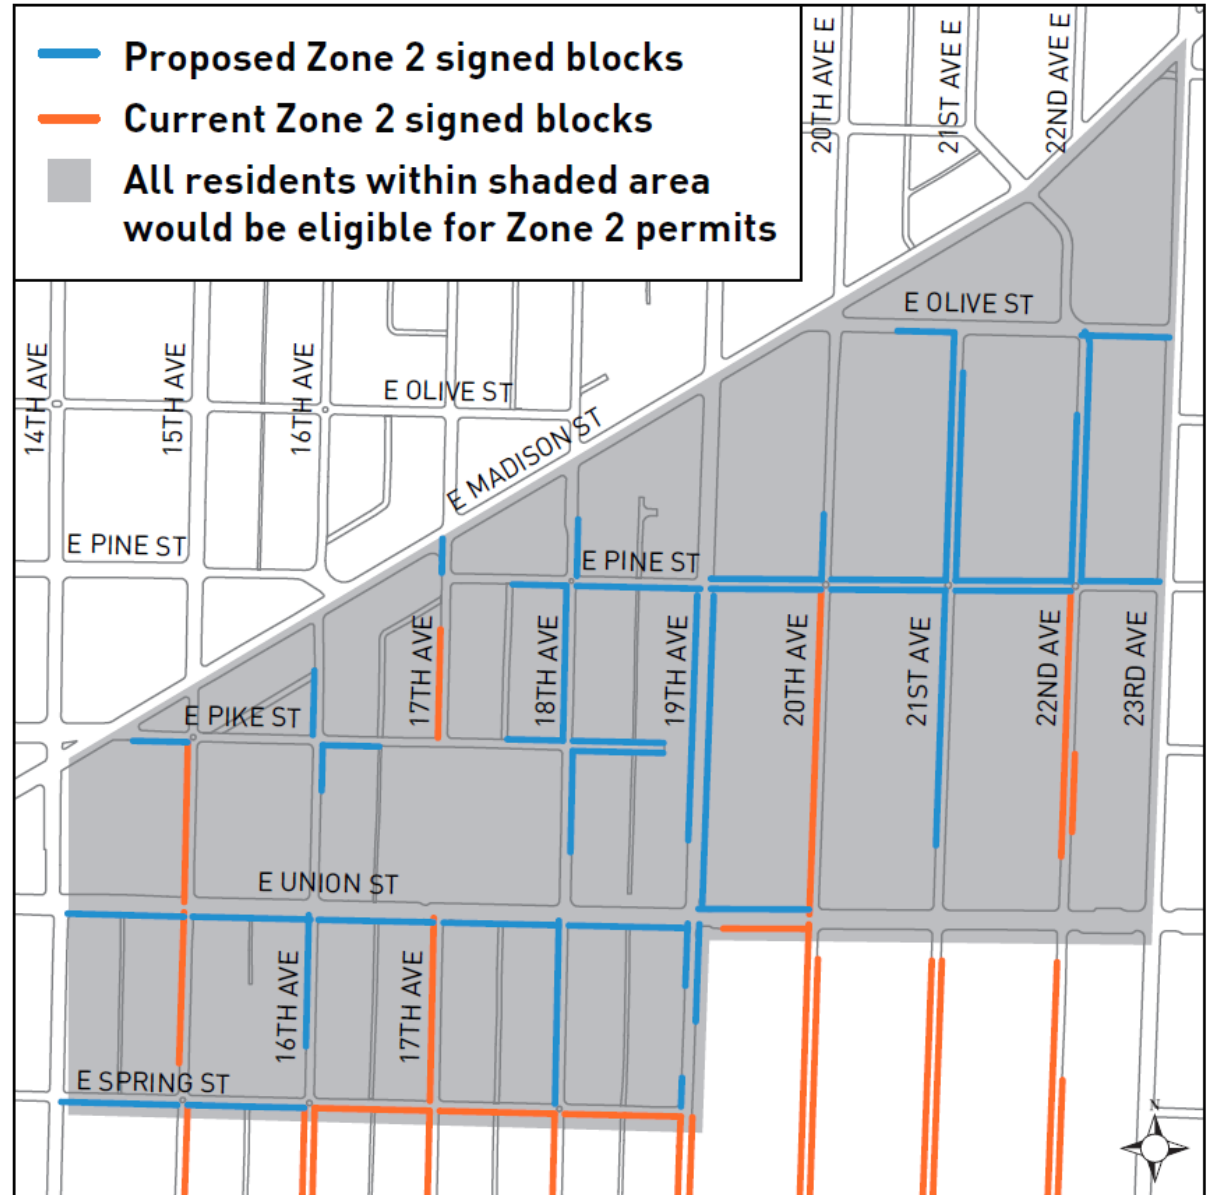 Proposed Zone 2 signed blocks
Current Zone 2 signed blocks
All residents within shaded area
would be eligible for Zone 2 permits
20TH AVE E
21ST AVE E
22ND AVE E
E OLIVE ST
14TH AVE
15TH AVE
16TH AVE
E OLIVE ST
E MADISON ST
E PINE ST
E PINE ST
17TH AVE
18TH AVE
19TH AVE
20TH AVE
21ST AVE
22ND AVE
23RD AVE
E PIKE ST
E UNION ST
16TH AVE
17TH AVE
E SPRING ST
N